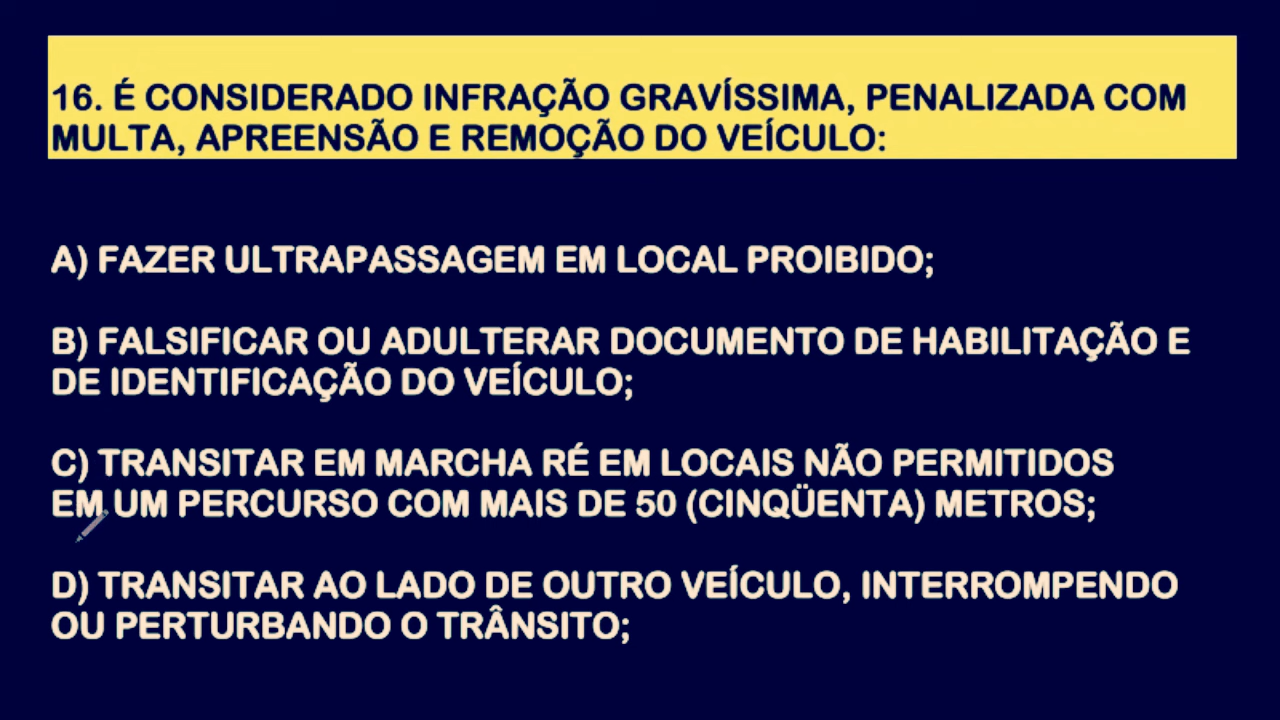 16. É CONSIDERADO INFRAÇÃO GRAVÍSSIMA, PENALIZADA COM
MULTA, APREENSÃO E REMOÇÃO DO VEÍCULO:
A) FAZER ULTRAPASSAGEM EM LOCAL PROIBIDO;
B) FALSIFICAR OU ADULTERAR DOCUMENTO DE HABILITAÇÃO E
DE IDENTIFICAÇÃO DO VEÍCULO;
C) TRANSITAR EM MARCHA RÉ EM LOCAIS NÃO PERMITIDOS
EM UM PERCURSO COM MAIS DE 50 (CINQÜENTA) METROS;
D) TRANSITAR AO LADO DE OUTRO VEÍCULO, INTERROMPENDO
OU PERTURBANDO O TRÂNSITO;